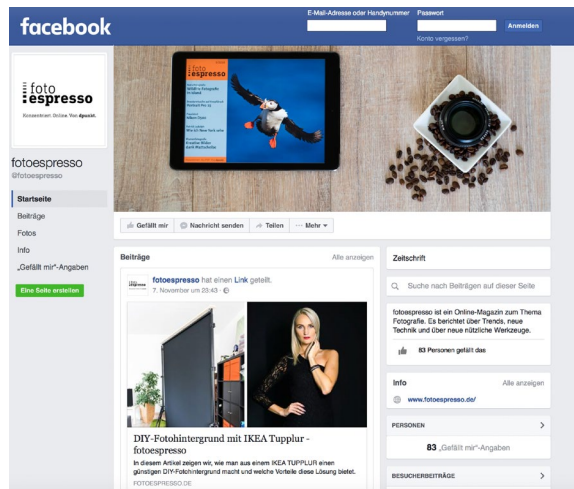 facebook
E-Mail-Adresse oder Handynummer Passwort
Anmelden
Konto vergessen?
foto
espresso
Konzentriert. Online. Von dpunkt.
fotoespresso
@fotoespresso
Startseite
Beiträge
Fotos
Info
„Gefällt mir“-Angaben
Eine Seite erstellen
foto
espresso
Gefällt mir Nachricht senden Teilen Mehr
Beiträge Alle anzeigen
fotoespresso hat einen Link geteilt.
7. November um 23:43
DIY-Fotohintergrund mit IKEA Tupplur -
fotoespresso
In diesem Artikel zeigen wir, wie man aus einem IKEA TUPPLUR einen
günstigen DIY-Fotohintergrund macht und welche Vorteile diese Lösung bietet.
FOTOESPRESSO.DE
Zeitschrift
Suche nach Beiträgen auf dieser Seite
fotoespresso ist ein Online-Magazin zum Thema
Fotografie. Es berichtet über Trends, neue
Technik und über neue nützliche Werkzeuge.
83 Personen gefällt das
Info Alle anzeigen
www.fotoespresso.de/
PERSONEN
83 „Gefällt mir“-Angaben
BESUCHERBEITRÄGE